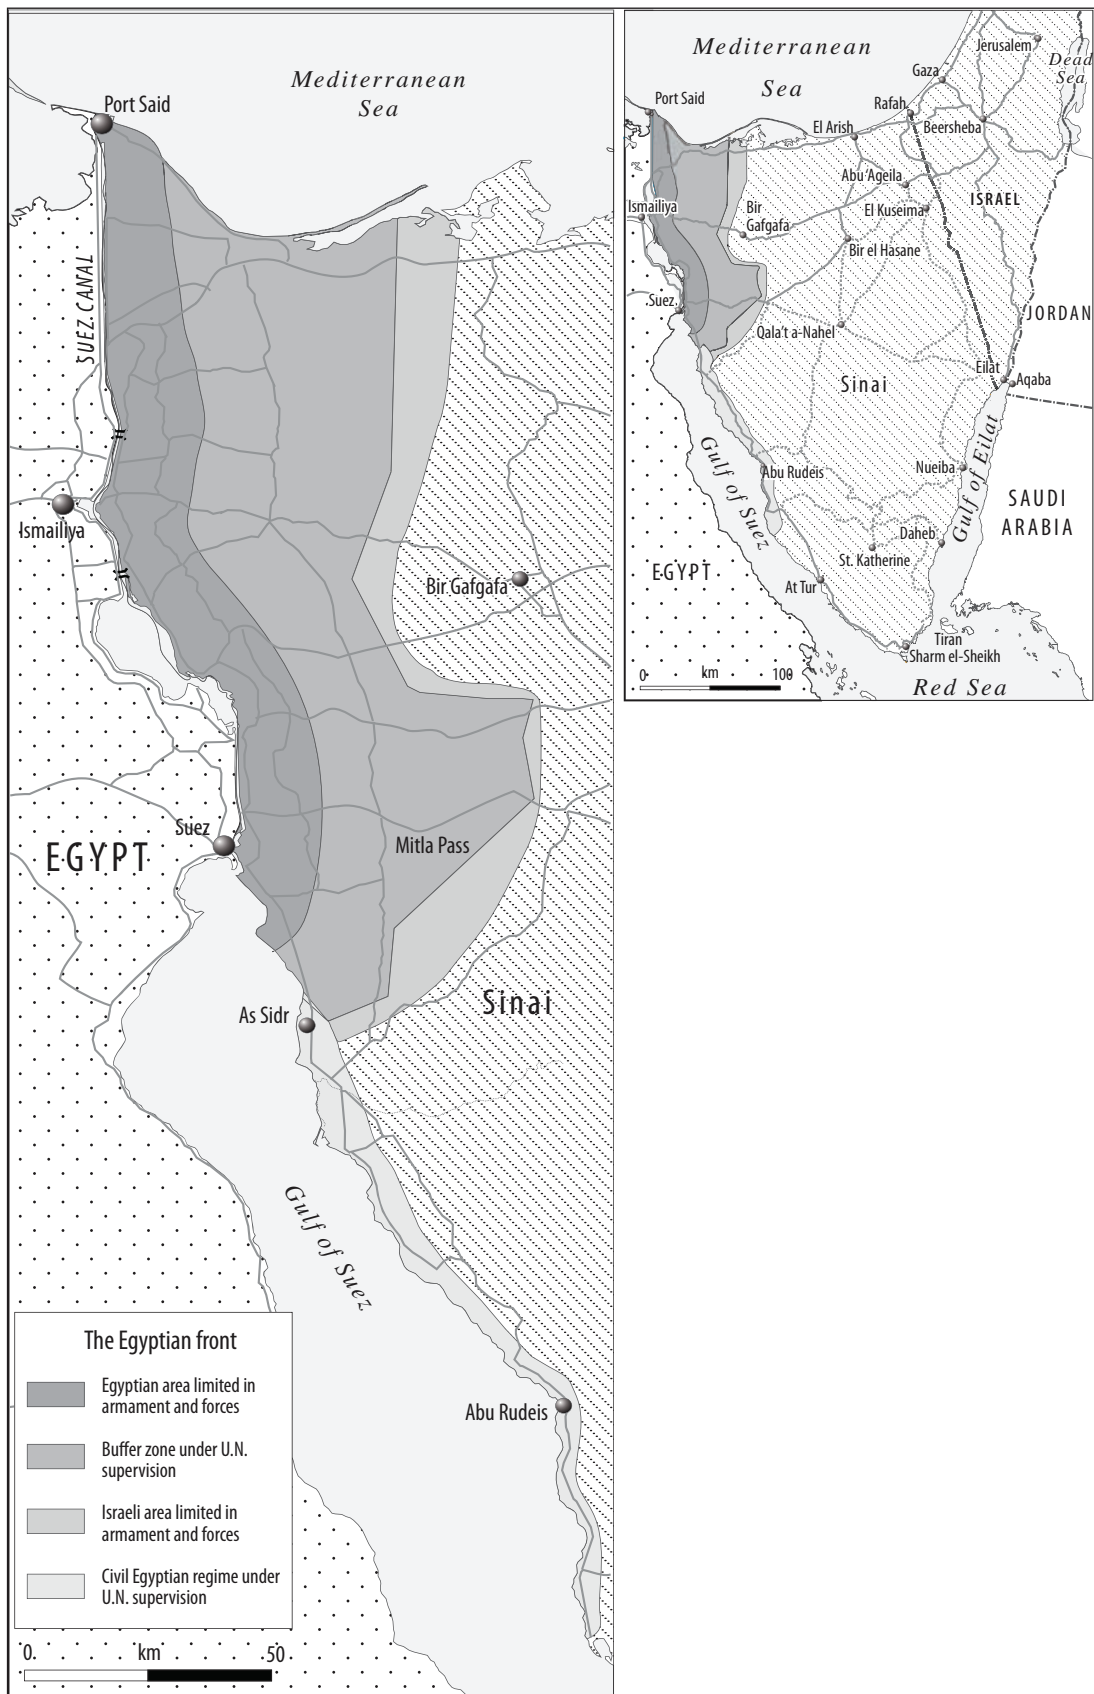 Mediterranean
Sea
Port Said
SUEZ CANAL
Ismailiya
Bir Gafgafa
Suez
EGYPT
Mitla Pass
Sinai
As Sidr
Gulf of Suez
Abu Rudeis
The Egyptian front
Egyptian area limited in
armament and forces
Buffer zone under U.N.
supervision
Israeli area limited in
armament and forces
Civil Egyptian regime under
U.N. supervision
0 km 50
Mediterranean
Sea
Jerusalem
Dead
Sea
Gaza
Port Said
Rafah
El Arish
Beersheba
Abu Ageila
ISRAEL
Ismailiya
Bir
Gafgafa
El Kuseima
Bir el Hasane
Suez
JORDAN
Qala't a-Nahel
Eilat
Aqaba
Sinai
Gulf of Suez
Abu Rudeis
Nueiba
Gulf of Eilat
SAUDI
ARABIA
Daheb
St. Katherine
EGYPT
At Tur
Tiran
Sharm el-Sheikh
0 km 100
Red Sea